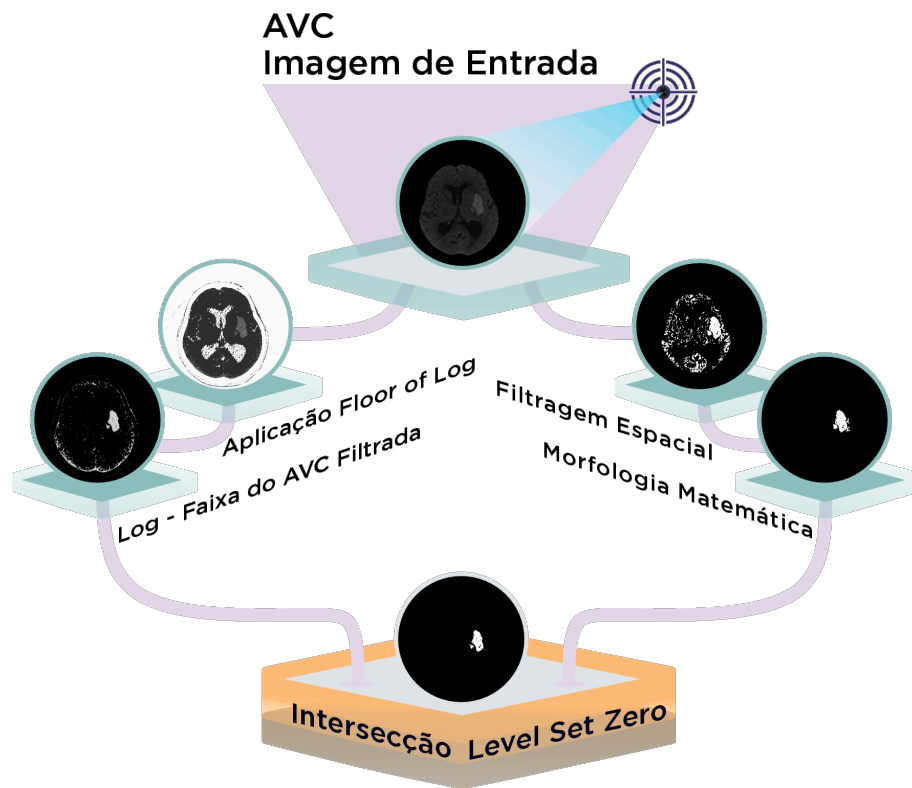 AVC
Imagem de Entrada
Aplicação Floor of Log
Log - Faixa do AVC Filtrada
Filtragem Espacial
Morfologia Matemática
Intersecção Level Set Zero